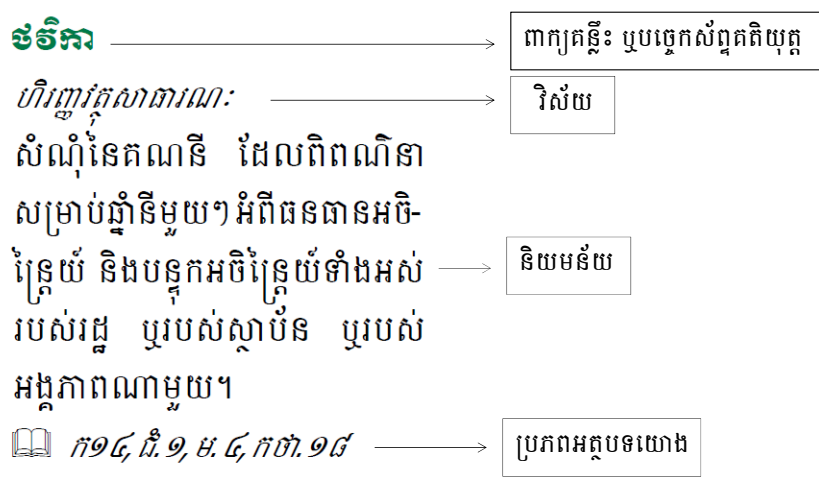 ថវិកា
ពាក្យគន្លឹះ ឬបច្ចេកស័ព្ទគតិយុត្ត
ហិរញ្ញវត្ថុសាធារណៈ
វិស័យ
សំណុំនៃគណនី ដែលពិពណ៌នា
សម្រាប់ឆ្នាំនីមួយៗ អំពីធនធានអចិ-
ន្ត្រៃយ៍ និងបន្ទុកអចិន្ត្រៃយ៍ទាំងអស់
និយមន័យ
របស់រដ្ឋ ឬរបស់ស្ថាប័ន ឬរបស់
អង្គភាពណាមួយ។
ក១៤, ជំ.១, ម.៤, កថា.១៨
ប្រភពអត្ថបទយោង